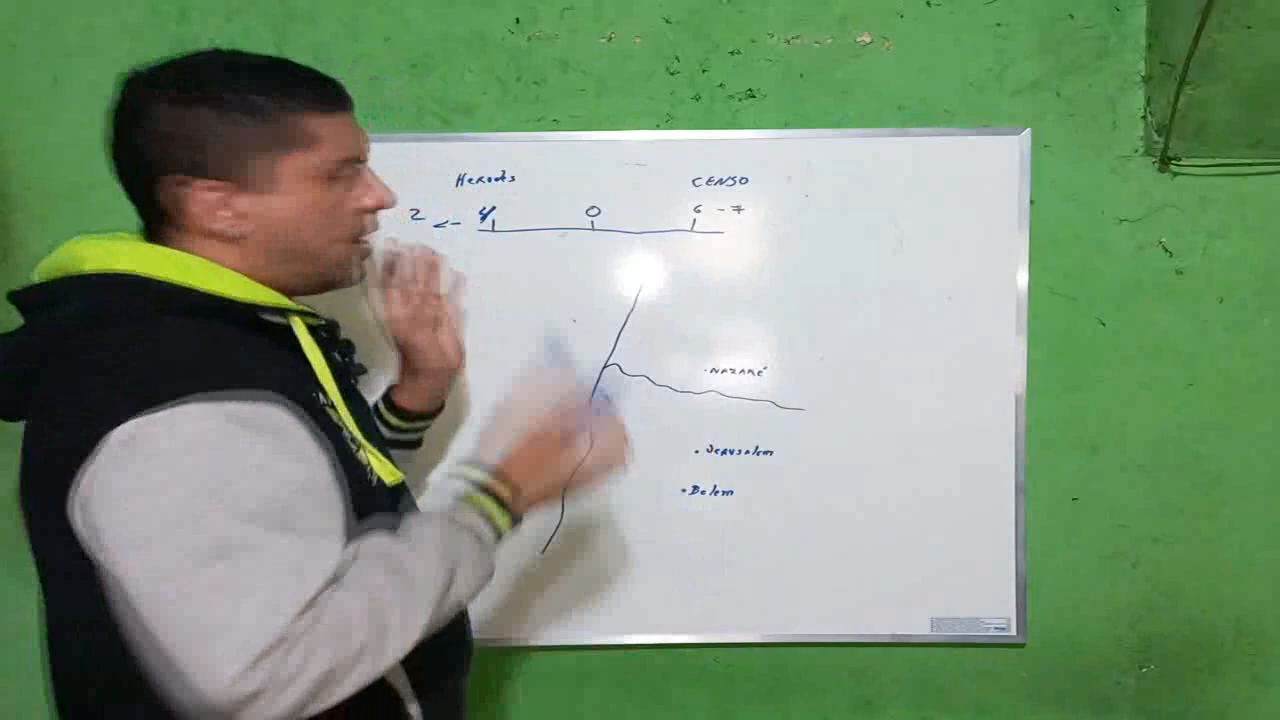 Herodes CENSO
2 ← 4 0 6 - 7
. NAZARÉ
. Jerusalem
. Belem